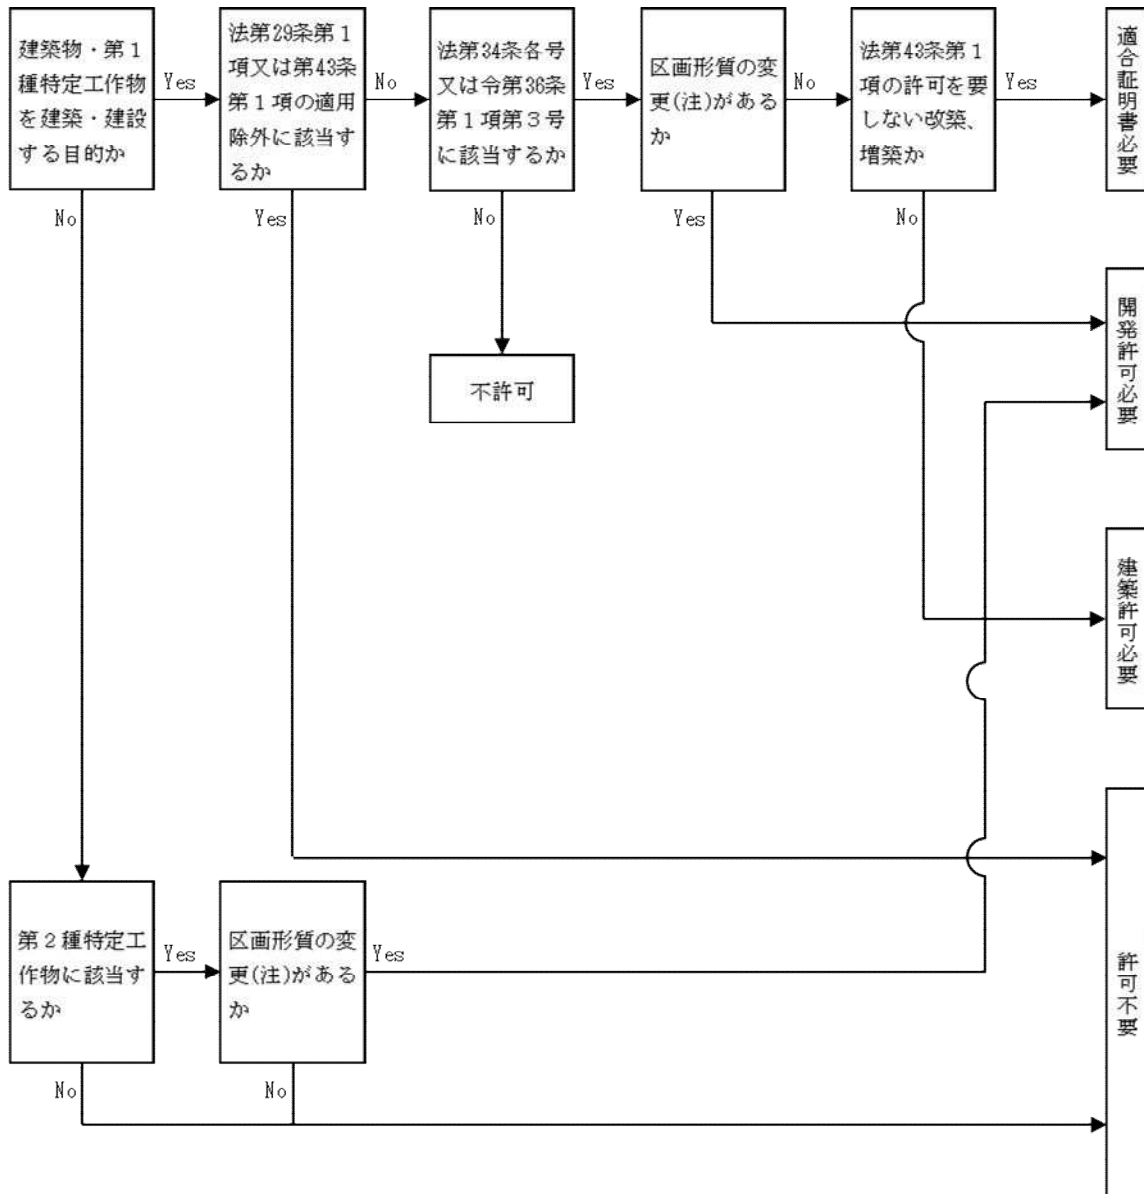 建築物・第1
種特定工作物
を建築・建設
する目的か
Yes
法第29条第1
項又は第43条
第1項の適用
除外に該当す
るか
No
法第34条各号
又は令第36条
第1項第3号
に該当するか
Yes
区画形質の変
更(注)がある
か
No
法第43条第1
項の許可を要
しない改築、
増築か
Yes
適合証明書必要
No
Yes
No
Yes
No
不許可
開発許可必要
建築許可必要
第2種特定工
作物に該当す
るか
Yes
区画形質の変
更(注)がある
か
Yes
許可不要
No
No